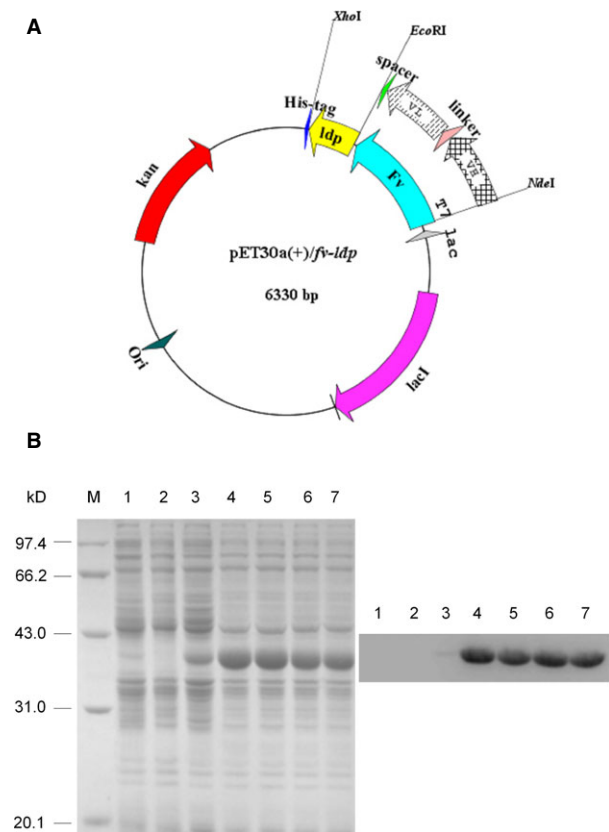 A
XhoI
EcoRI
spacer
VL
linker
VH
His-tag
ldp
Fv
NdeI
T7 lac
kan
pET30a(+)/fv-ldp
6330 bp
Ori
lacI
B
kD M 1 2 3 4 5 6 7
97.4
66.2
43.0
31.0
20.1
1 2 3 4 5 6 7